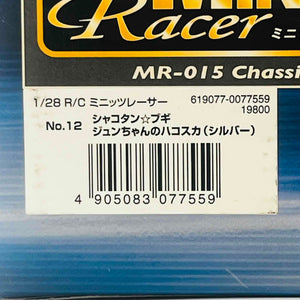 Racer ミニ
MR-015 Chassi
1/28 R/C ミニッツレーサー 619077-0077559
19800
No.12 シャコタン☆ブギ
ジュンちゃんのハコスカ(シルバー)
4 905083 077559